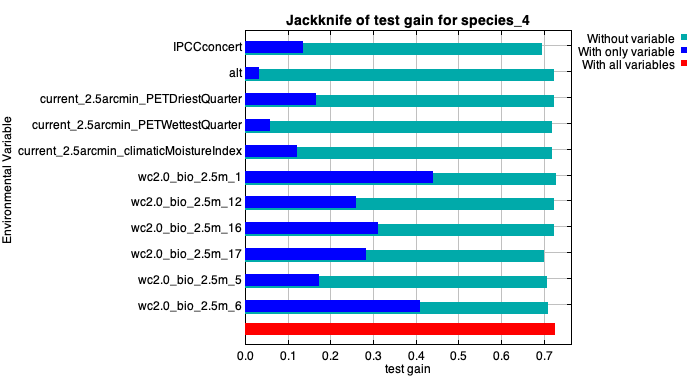 Jackknife of test gain for species_4
Without variable
With only variable
With all variables
Environmental Variable
IPCCconcert
alt
current_2.5arcmin_PETDriestQuarter
current_2.5arcmin_PETWettestQuarter
current_2.5arcmin_climaticMoistureIndex
wc2.0_bio_2.5m_1
wc2.0_bio_2.5m_12
wc2.0_bio_2.5m_16
wc2.0_bio_2.5m_17
wc2.0_bio_2.5m_5
wc2.0_bio_2.5m_6
0.0 0.1 0.2 0.3 0.4 0.5 0.6 0.7
test gain